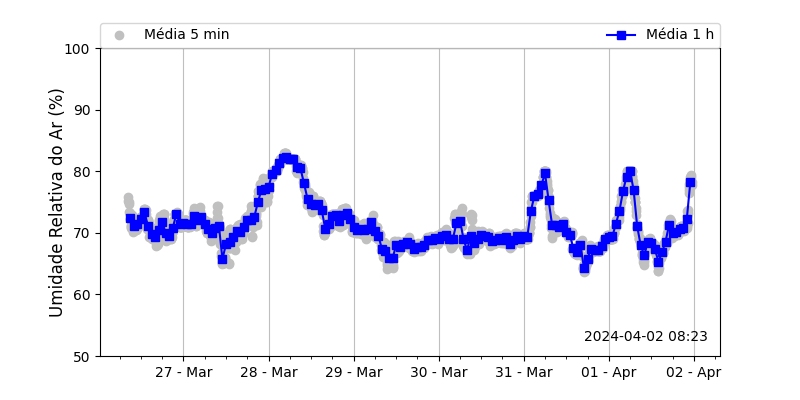 Média 5 min
Média 1 h
Umidade Relativa do Ar (%)
100
90
80
70
60
50
2024-04-02 08:23
27 - Mar
28 - Mar
29 - Mar
30 - Mar
31 - Mar
01 - Apr
02 - Apr